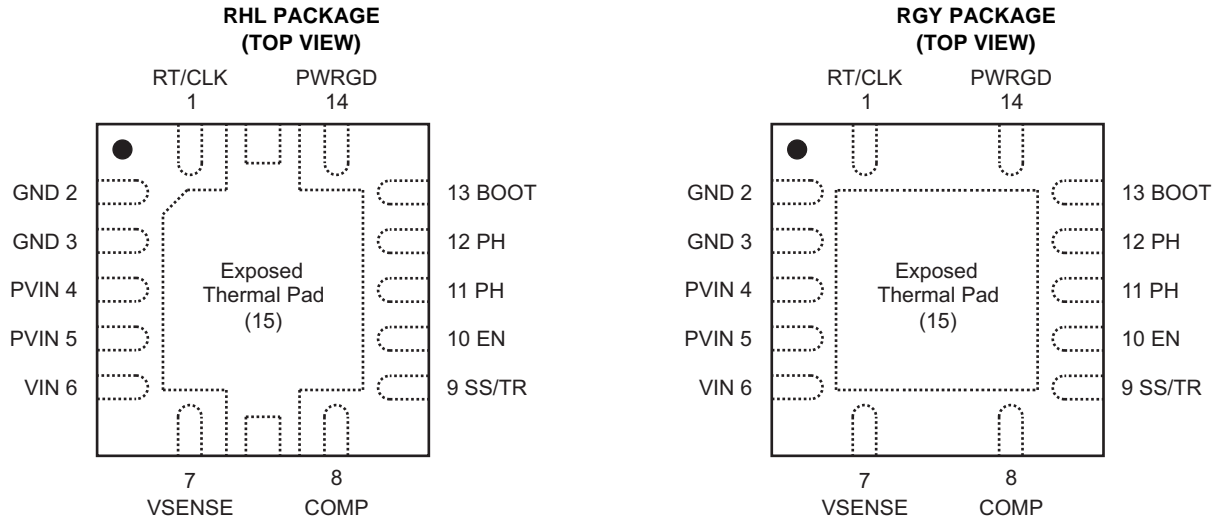 RHL PACKAGE
(TOP VIEW)
RT/CLK
1
PWRGD
14
GND 2
GND 3
PVIN 4
PVIN 5
VIN 6
13 BOOT
12 PH
11 PH
10 EN
9 SS/TR
Exposed
Thermal Pad
(15)
7
VSENSE
8
COMP
RGY PACKAGE
(TOP VIEW)
RT/CLK
1
PWRGD
14
GND 2
GND 3
PVIN 4
PVIN 5
VIN 6
13 BOOT
12 PH
11 PH
10 EN
9 SS/TR
Exposed
Thermal Pad
(15)
7
VSENSE
8
COMP